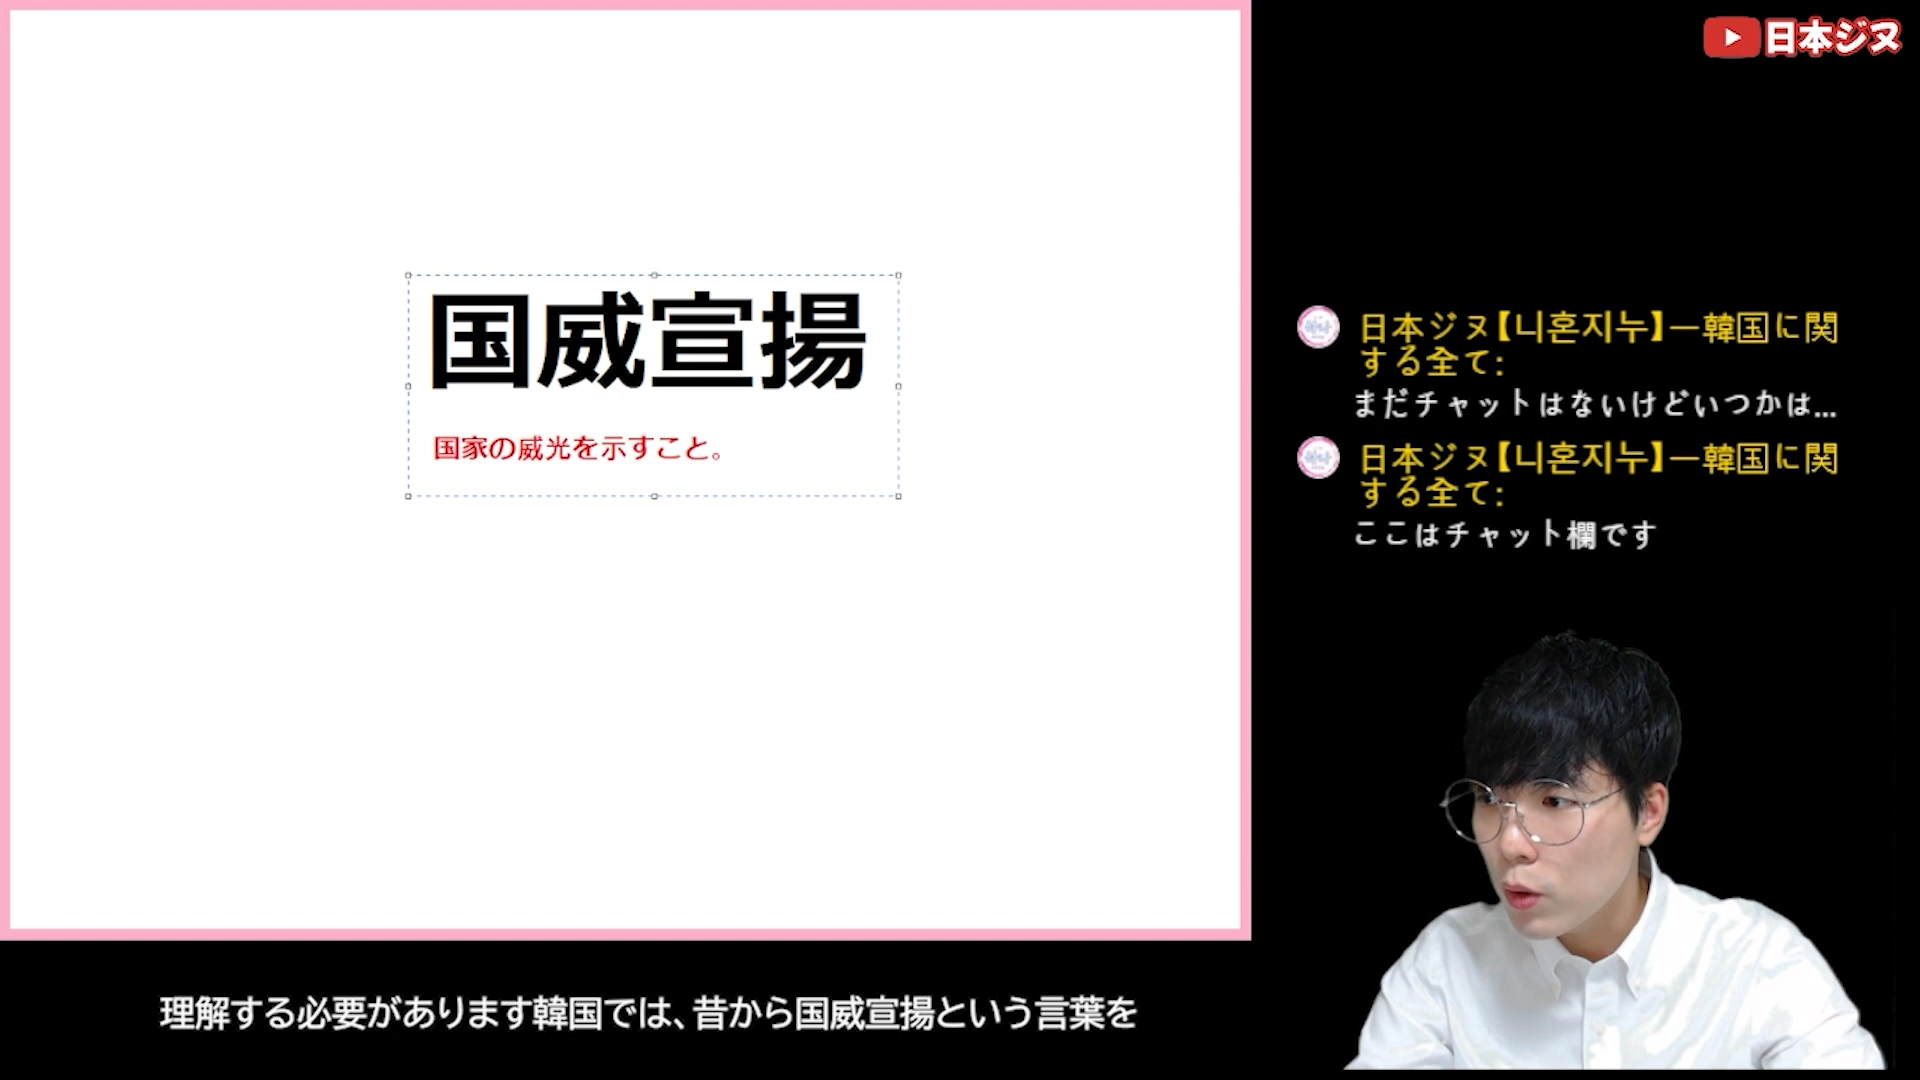 日本ジヌ
国威宣揚
国家の威光を示すこと。
日本ジヌ【니혼지누】ー韓国に関
する全て:
まだチャットはないけどいつかは...
日本ジヌ【니혼지누】ー韓国に関
する全て:
ここはチャット欄です
理解する必要があります韓国では、昔から国威宣揚という言葉を